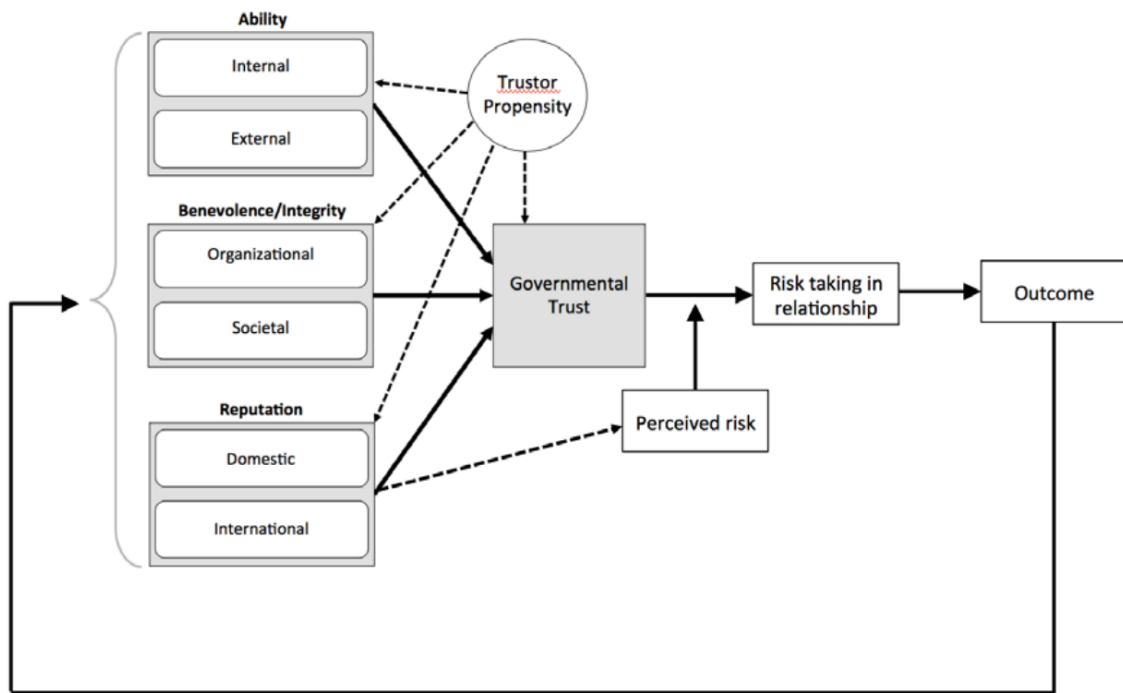 Ability
Internal
External
Trustor
Propensity
Benevolence/Integrity
Organizational
Societal
Governmental
Trust
Risk taking in
relationship
Outcome
Perceived risk
Reputation
Domestic
International